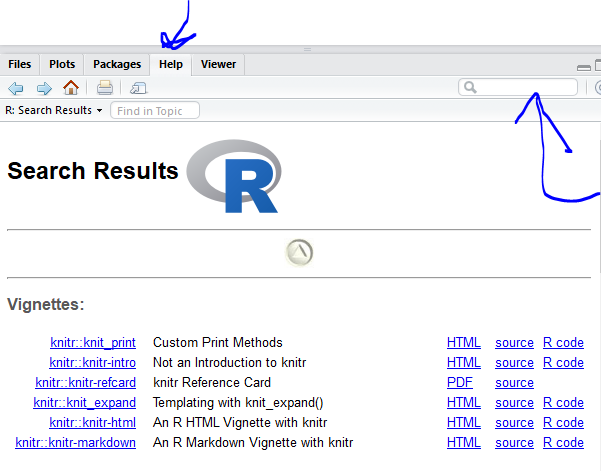 Files Plots Packages Help Viewer
R: Search Results Find in Topic
Search Results R
Vignettes:
knitr::knit_print Custom Print Methods HTML source R code
knitr::knitr-intro Not an Introduction to knitr HTML source R code
knitr::knitr-refcard knitr Reference Card PDF source
knitr::knit_expand Templating with knit_expand() HTML source R code
knitr::knitr-html An R HTML Vignette with knitr HTML source R code
knitr::knitr-markdown An R Markdown Vignette with knitr HTML source R code